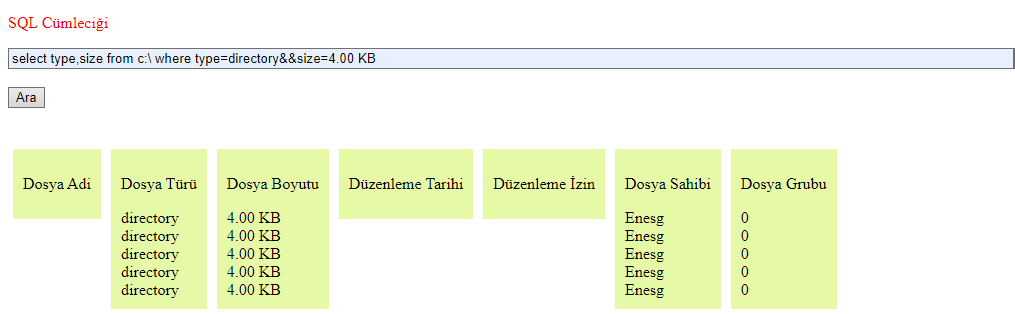 SQL Cümleciği
select type,size from c:\ where type=directory&&size=4.00 KB
Ara
Dosya Adi Dosya Türü Dosya Boyutu Düzenleme Tarihi Düzenleme İzin Dosya Sahibi Dosya Grubu
directory 4.00 KB Enesg 0
directory 4.00 KB Enesg 0
directory 4.00 KB Enesg 0
directory 4.00 KB Enesg 0
directory 4.00 KB Enesg 0